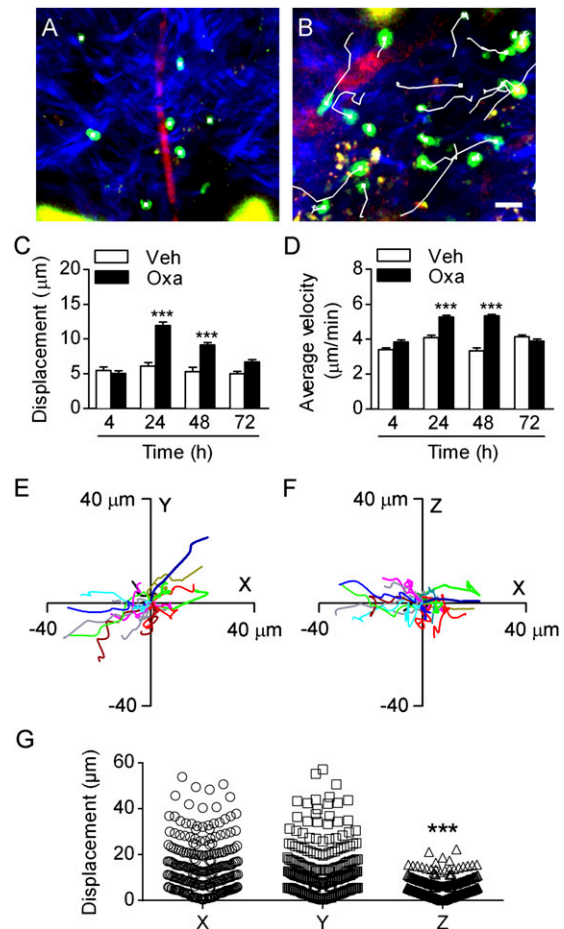 A
B
C
Veh
Oxa
Displacement (μm)
20
15
10
5
0
***
***
4 24 48 72
Time (h)
D
Veh
Oxa
Average velocity
(μm/min)
8
6
4
2
0
*** ***
4 24 48 72
Time (h)
E
40 μm
Y
X
-40
40 μm
-40
F
40 μm
Z
X
-40
40 μm
-40
G
Displacement (μm)
60
40
20
0
***
X Y Z